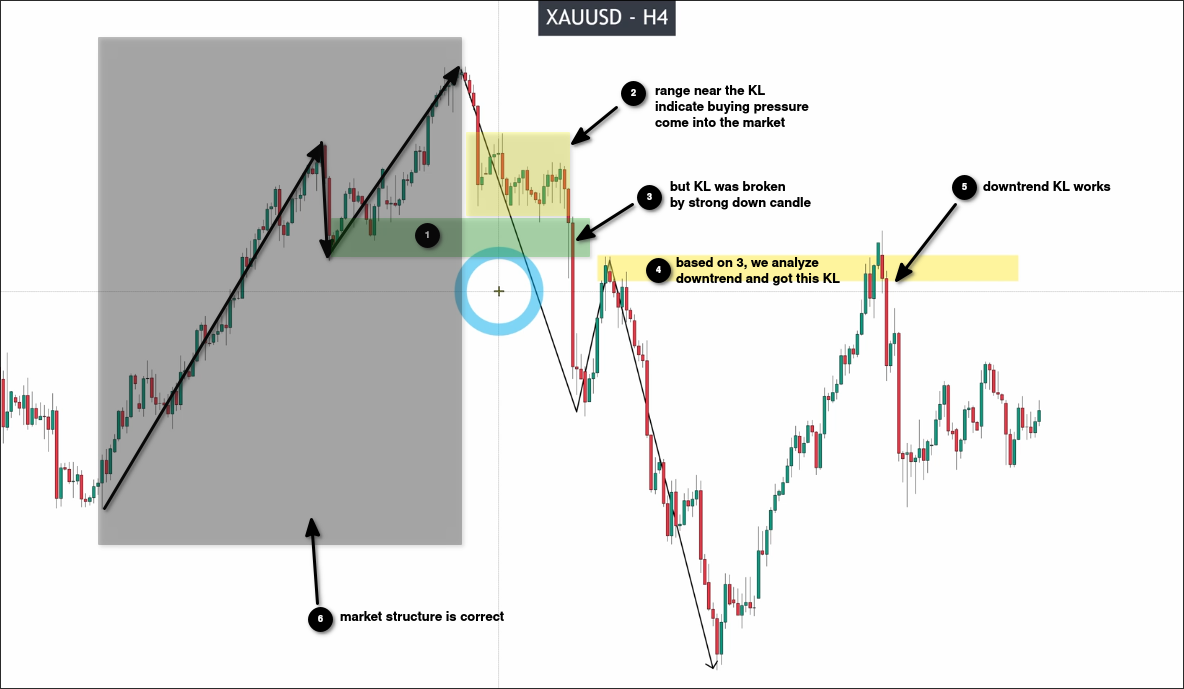 XAUUSD - H4
2
range near the KL
indicate buying pressure
come into the market
3
but KL was broken
by strong down candle
5
downtrend KL works
1
4
based on 3, we analyze
downtrend and got this KL
6
market structure is correct